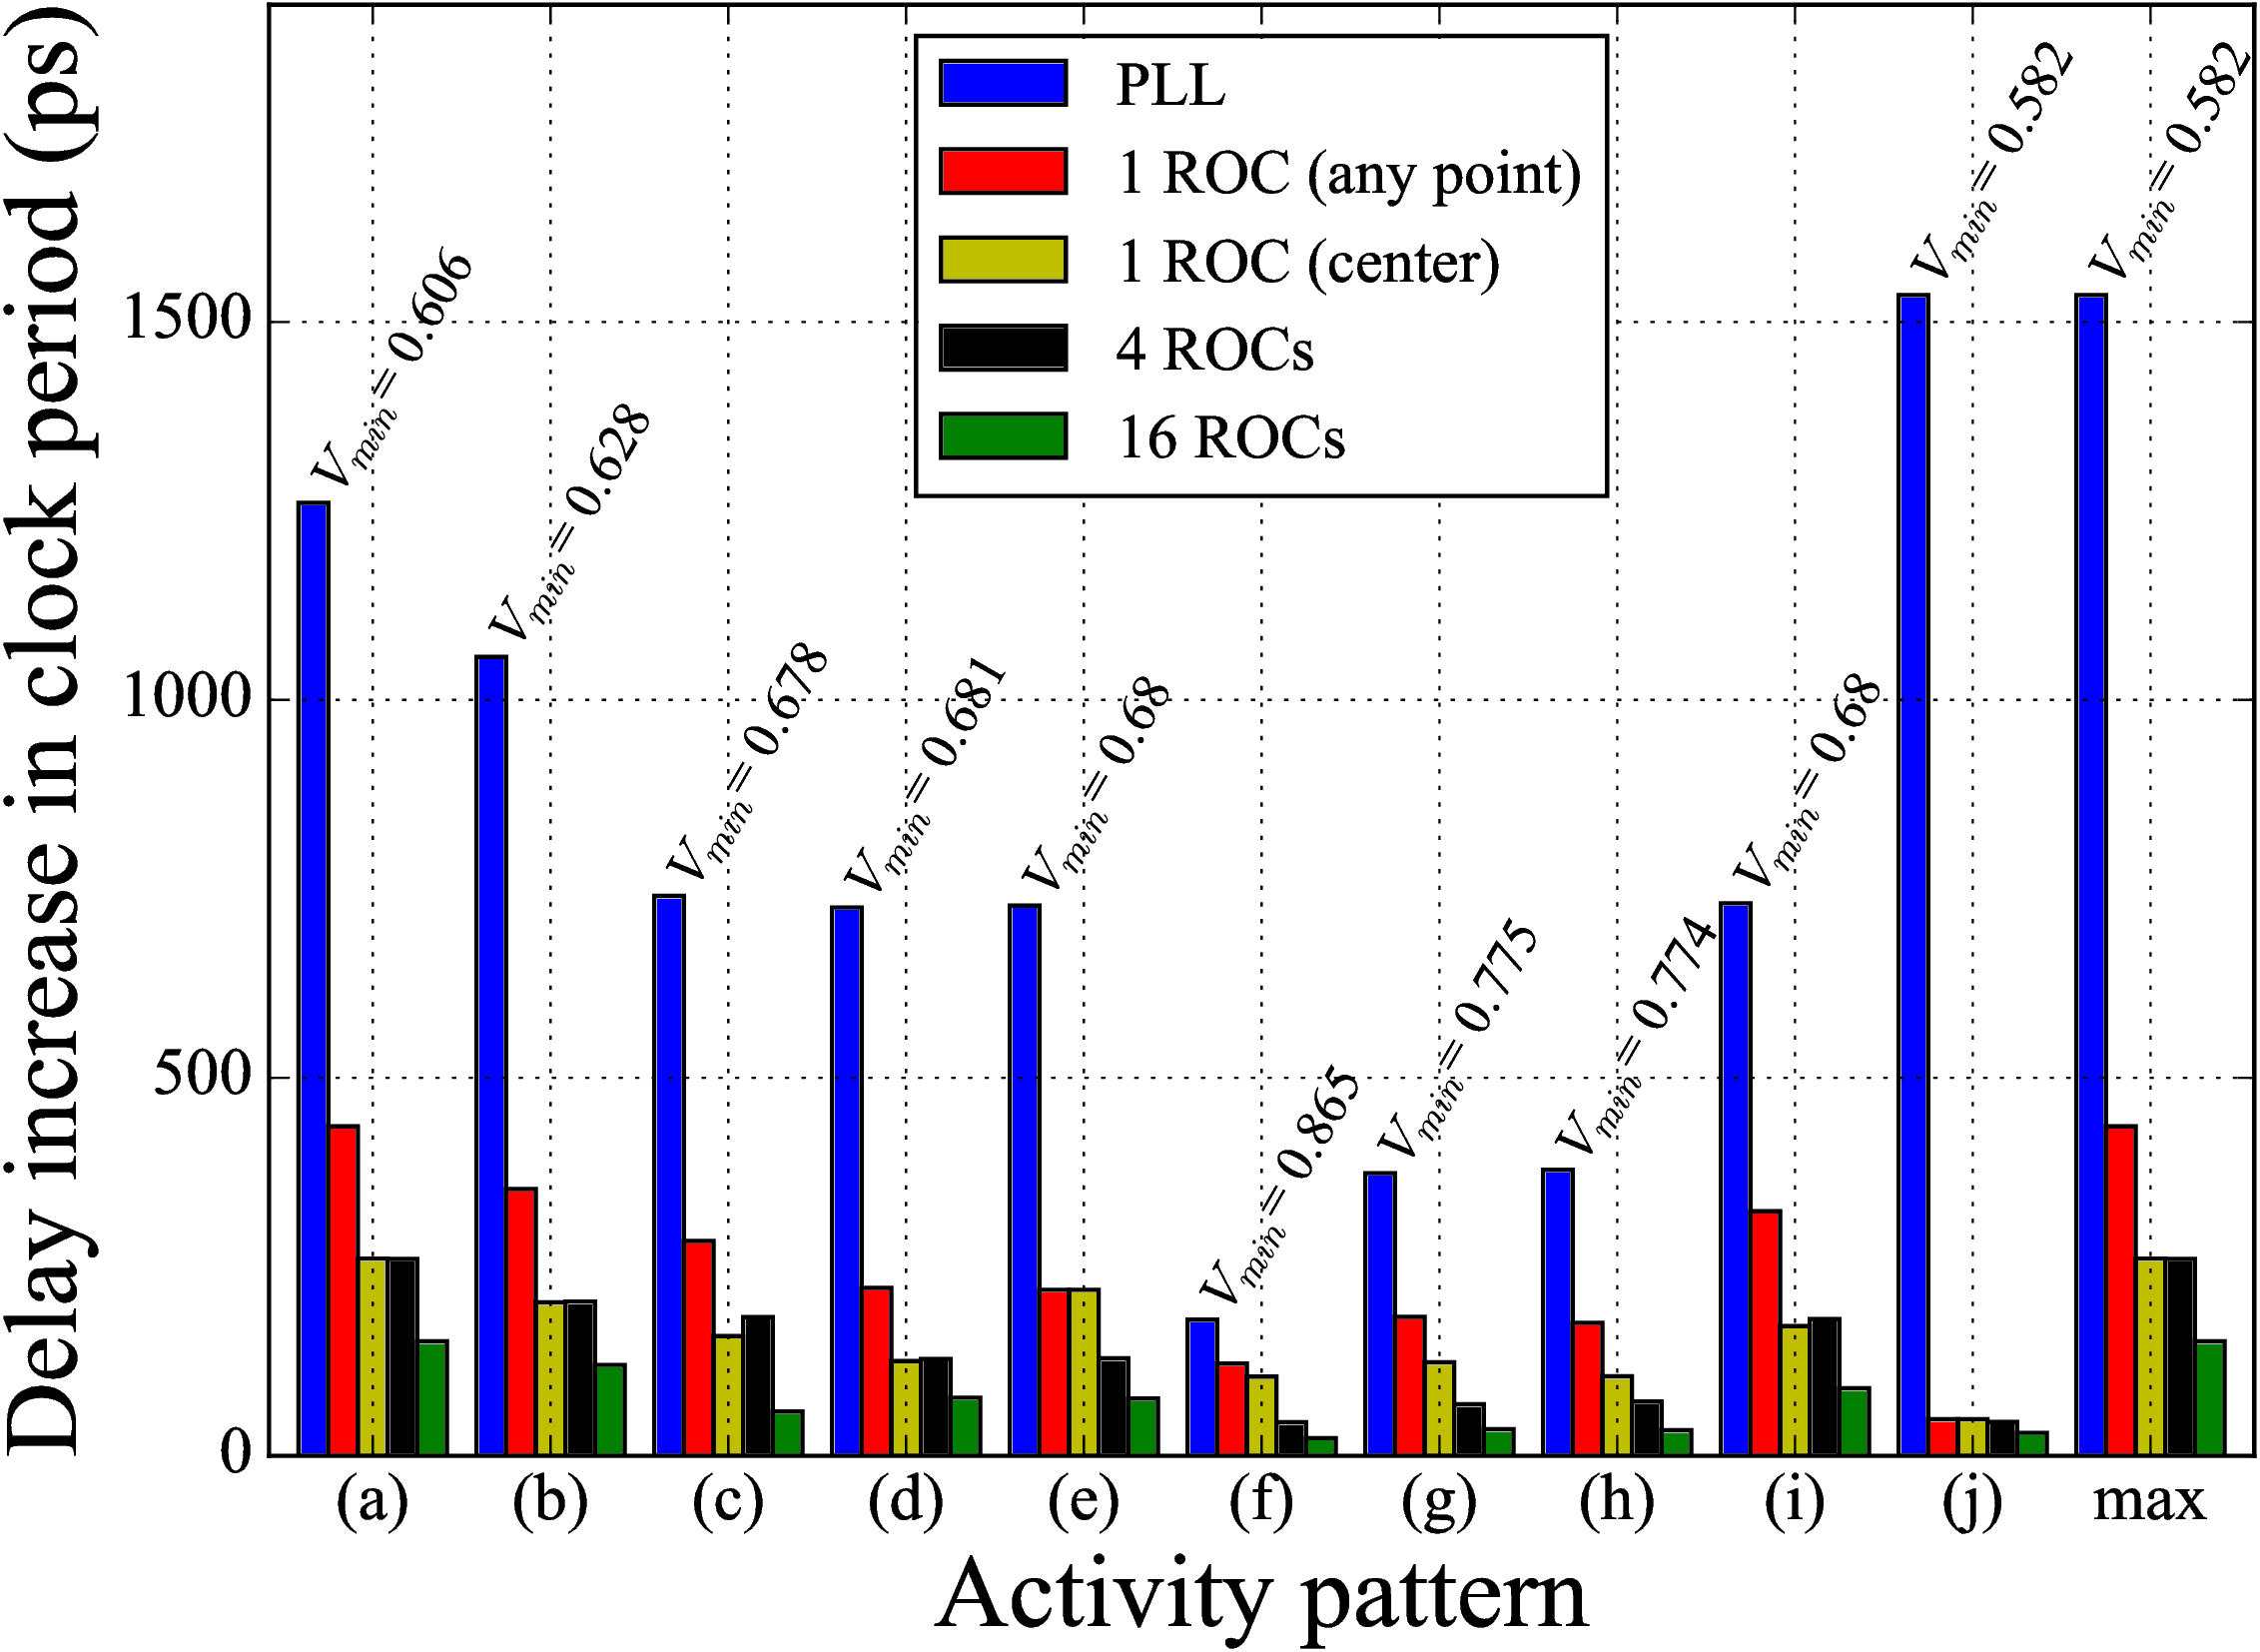 Delay increase in clock period (ps)
1500
1000
500
0
PLL
1 ROC (any point)
1 ROC (center)
4 ROCs
16 ROCs
V_min = 0.606
V_min = 0.628
V_min = 0.678
V_min = 0.681
V_min = 0.68
V_min = 0.865
V_min = 0.775
V_min = 0.774
V_min = 0.68
V_min = 0.582
V_min = 0.582
(a) (b) (c) (d) (e) (f) (g) (h) (i) (j) max
Activity pattern